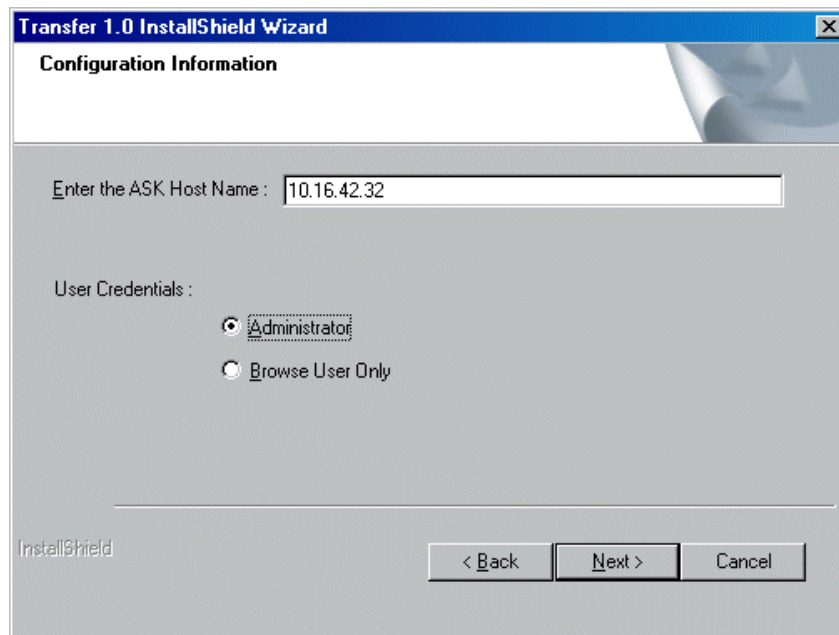 Transfer 1.0 InstallShield Wizard
Configuration Information
Enter the ASK Host Name : 10.16.42.32
User Credentials :
Administrator
Browse User Only
InstallShield
< Back Next > Cancel